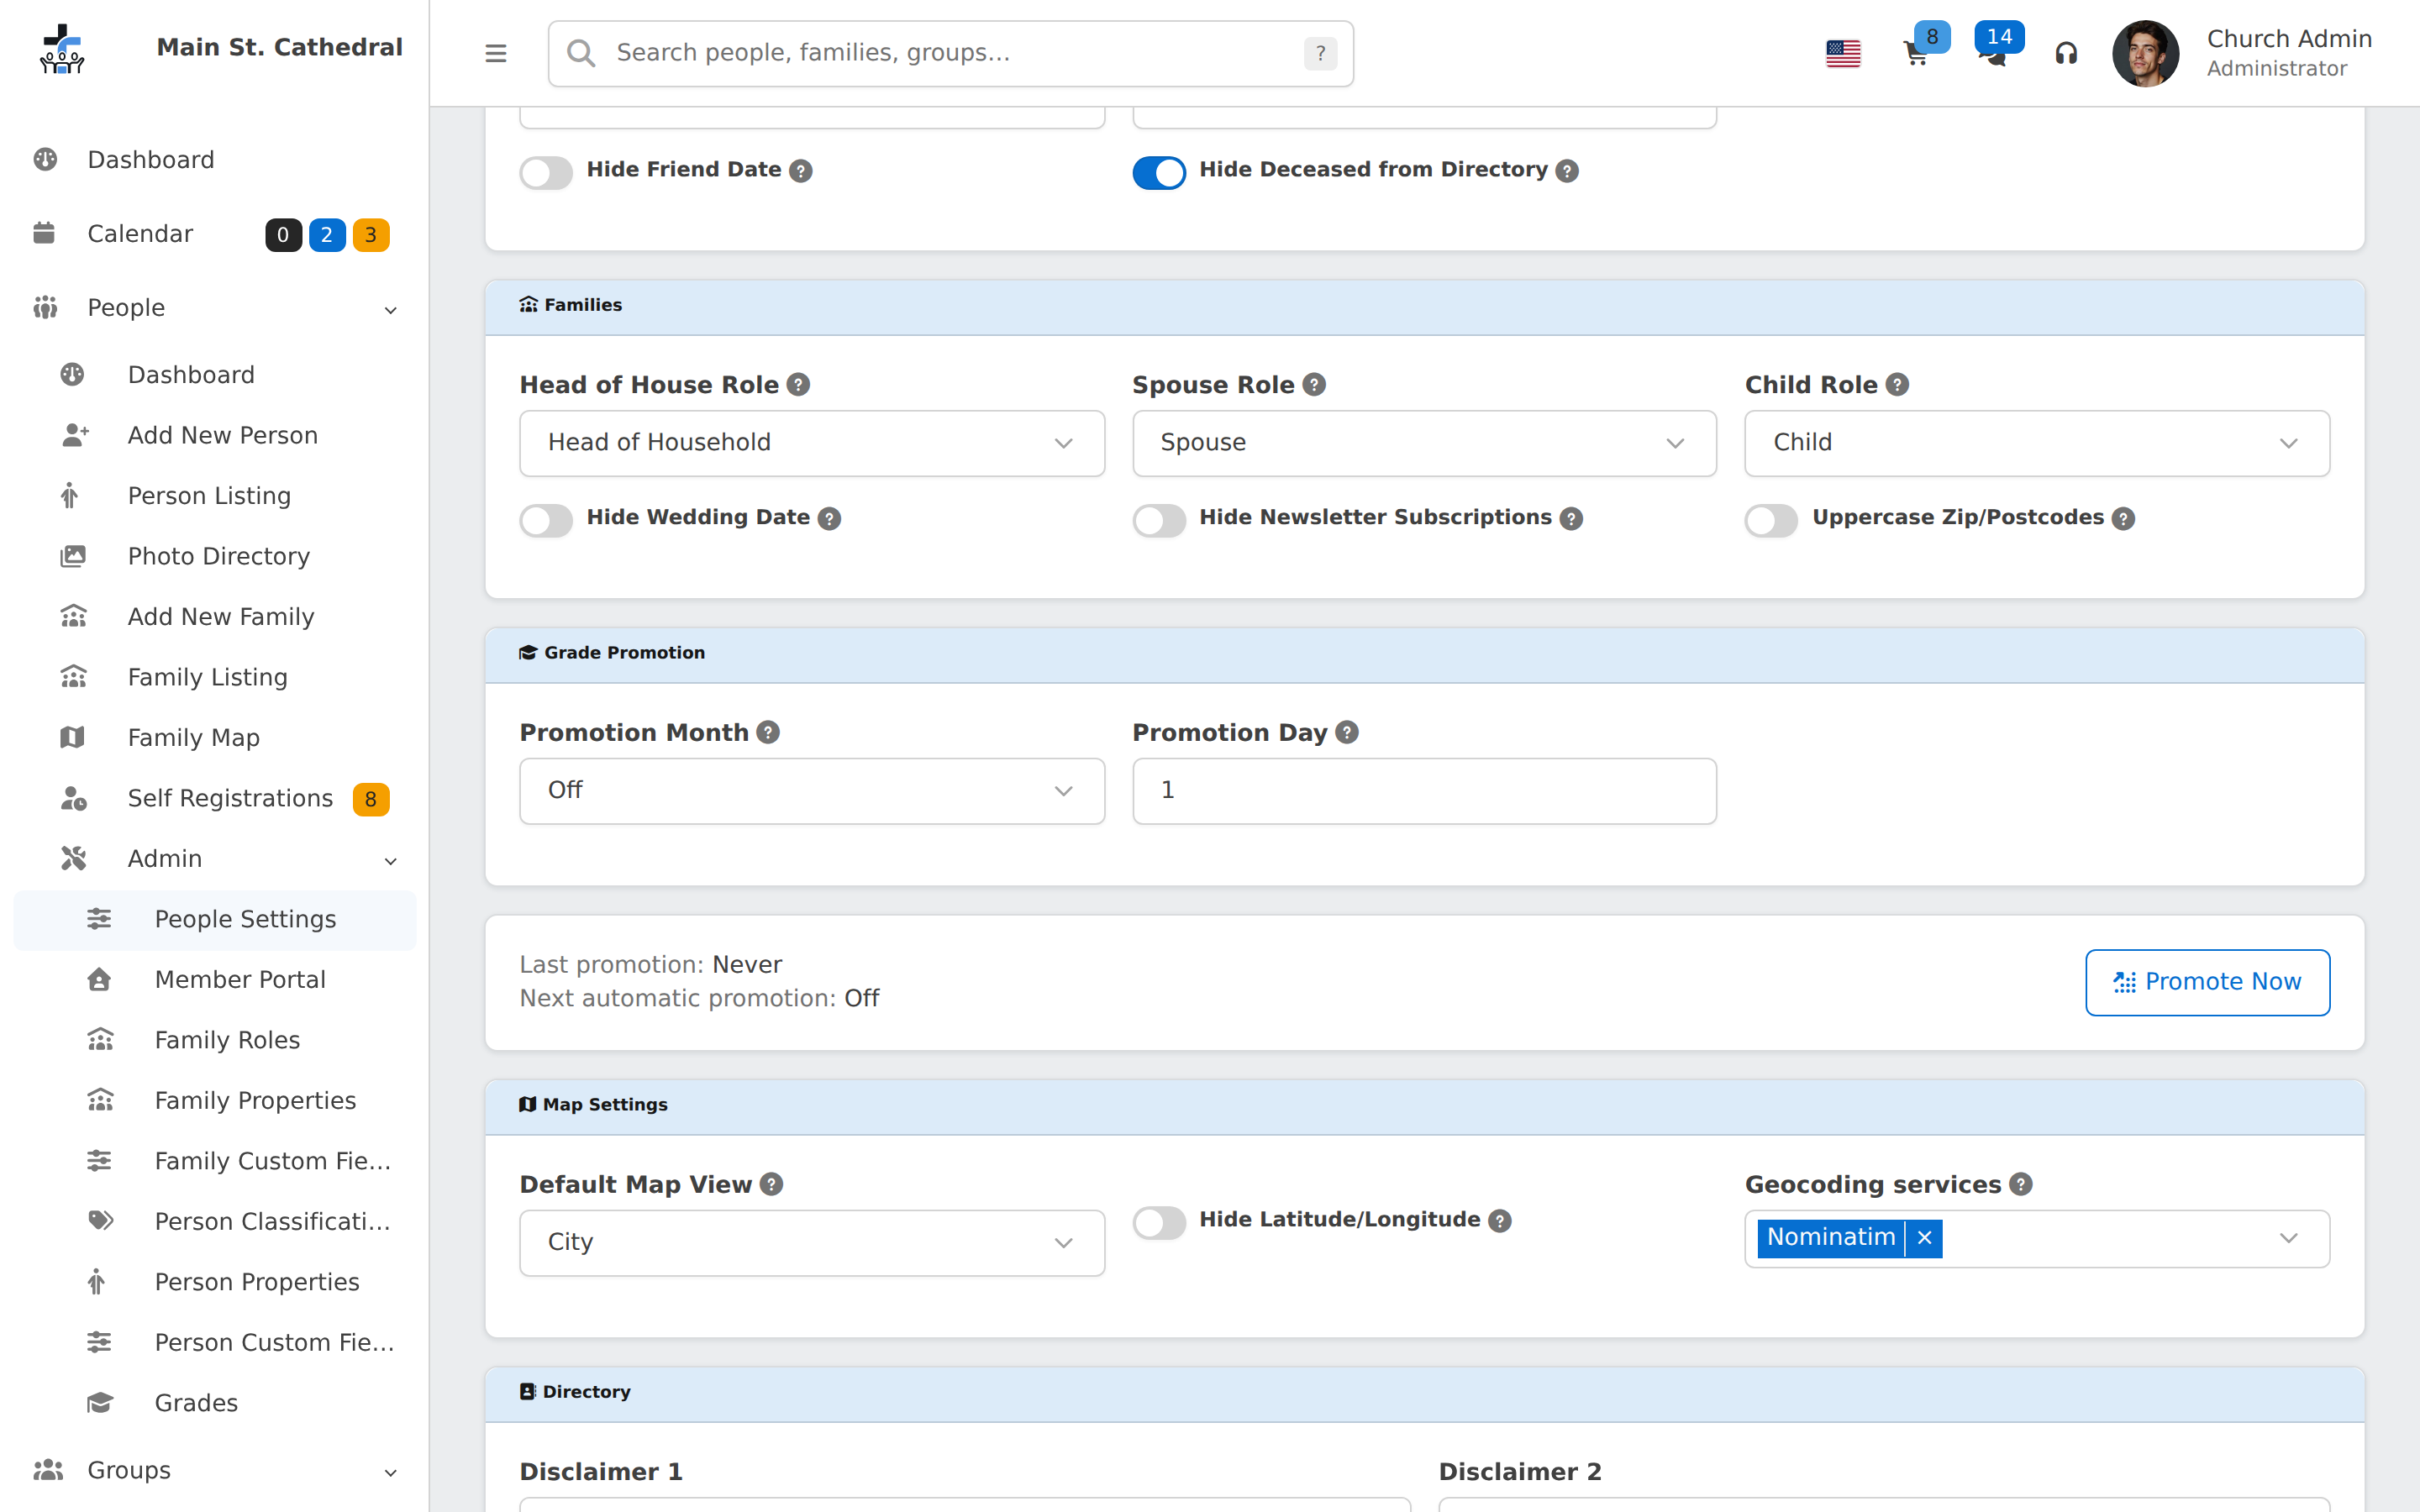 Main St. Cathedral
Search people, families, groups...
?
8
14
Church Admin
Administrator
Dashboard
Calendar
0
2
3
People
Dashboard
Add New Person
Person Listing
Photo Directory
Add New Family
Family Listing
Family Map
Self Registrations
8
Admin
People Settings
Member Portal
Family Roles
Family Properties
Family Custom Fie...
Person Classificati...
Person Properties
Person Custom Fie...
Grades
Groups
Hide Friend Date
Hide Deceased from Directory
Families
Head of House Role
Spouse Role
Child Role
Head of Household
Spouse
Child
Hide Wedding Date
Hide Newsletter Subscriptions
Uppercase Zip/Postcodes
Grade Promotion
Promotion Month
Promotion Day
Off
1
Last promotion: Never
Next automatic promotion: Off
Promote Now
Map Settings
Default Map View
Hide Latitude/Longitude
Geocoding services
City
Nominatim ×
Directory
Disclaimer 1
Disclaimer 2